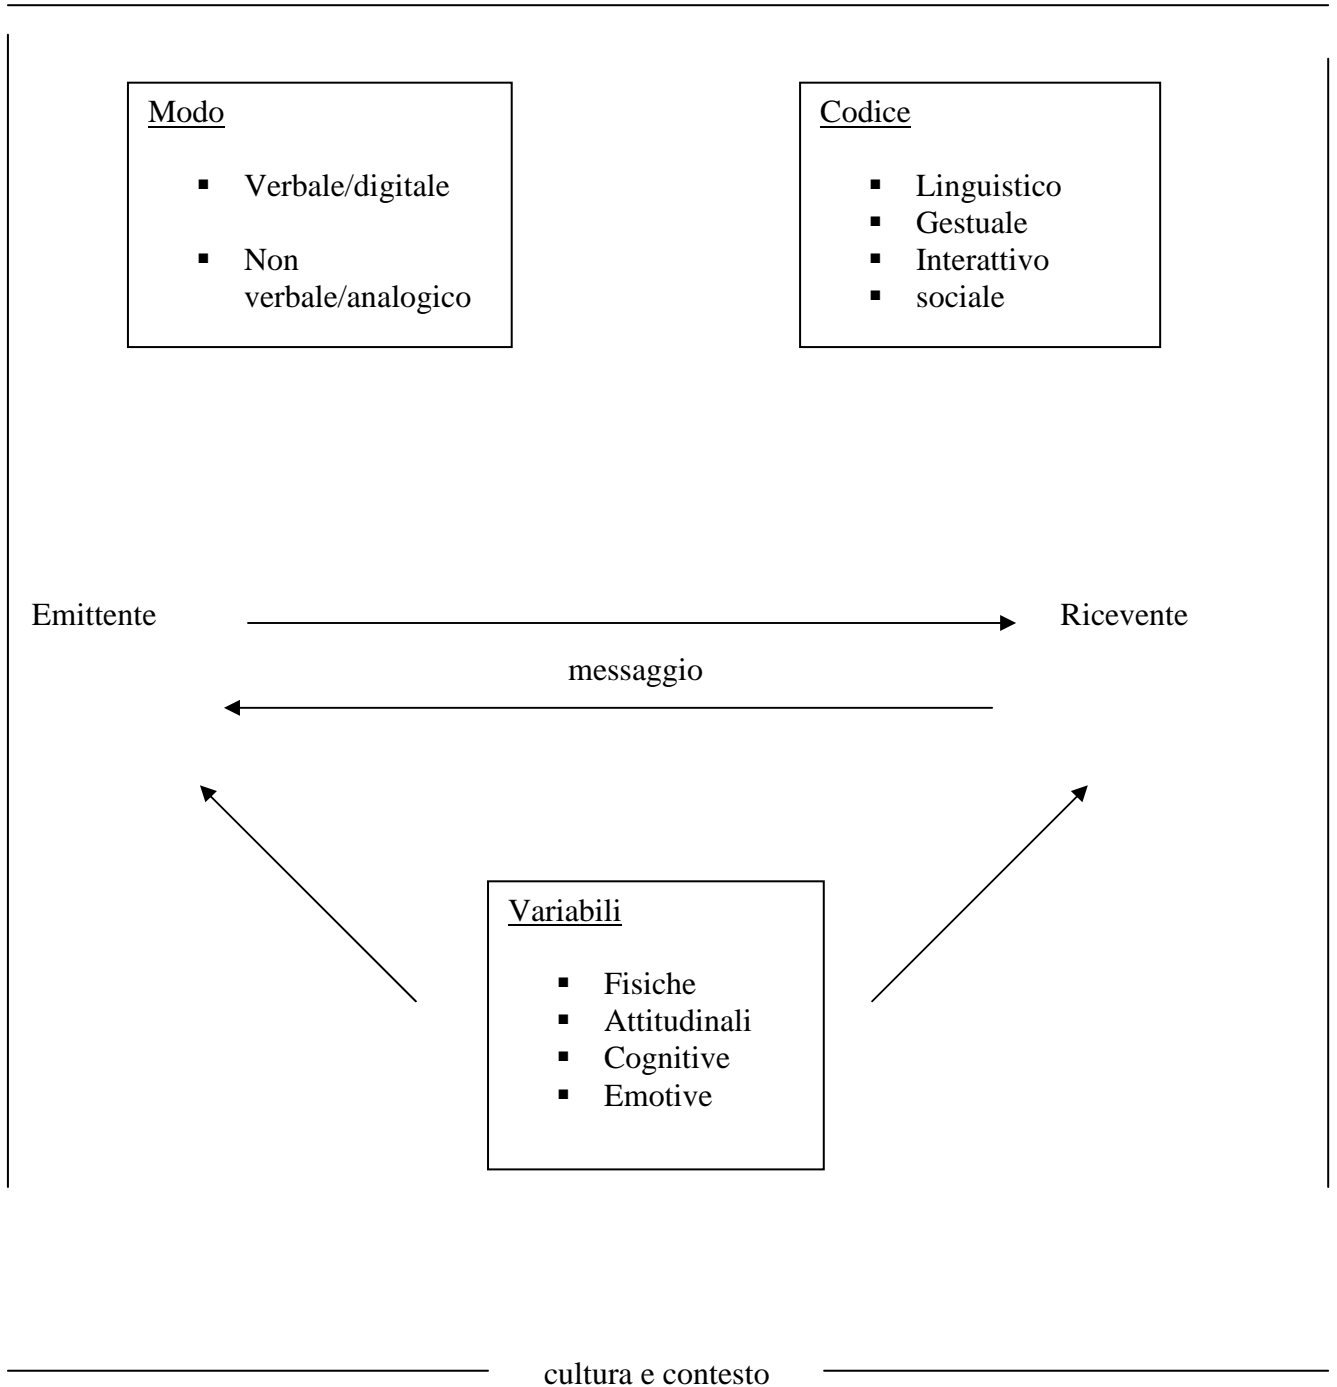 Modo
▪ Verbale/digitale
▪ Non
verbale/analogico
Codice
▪ Linguistico
▪ Gestuale
▪ Interattivo
▪ sociale
Emittente
Ricevente
messaggio
Variabili
▪ Fisiche
▪ Attitudinali
▪ Cognitive
▪ Emotive
cultura e contesto